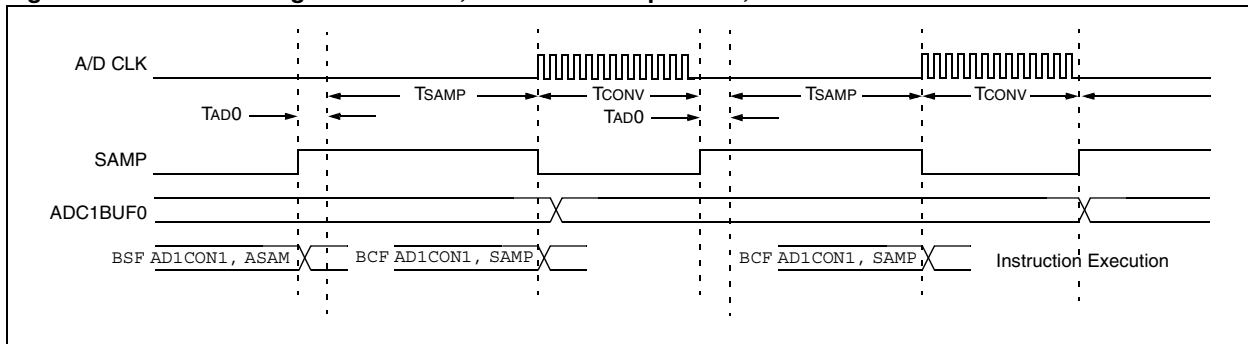 A/D CLK
TSAMP TCONV TSAMP TCONV
TAD0 TAD0
SAMP
ADC1BUF0
BSF AD1CON1, ASAM BCF AD1CON1, SAMP BCF AD1CON1, SAMP Instruction Execution